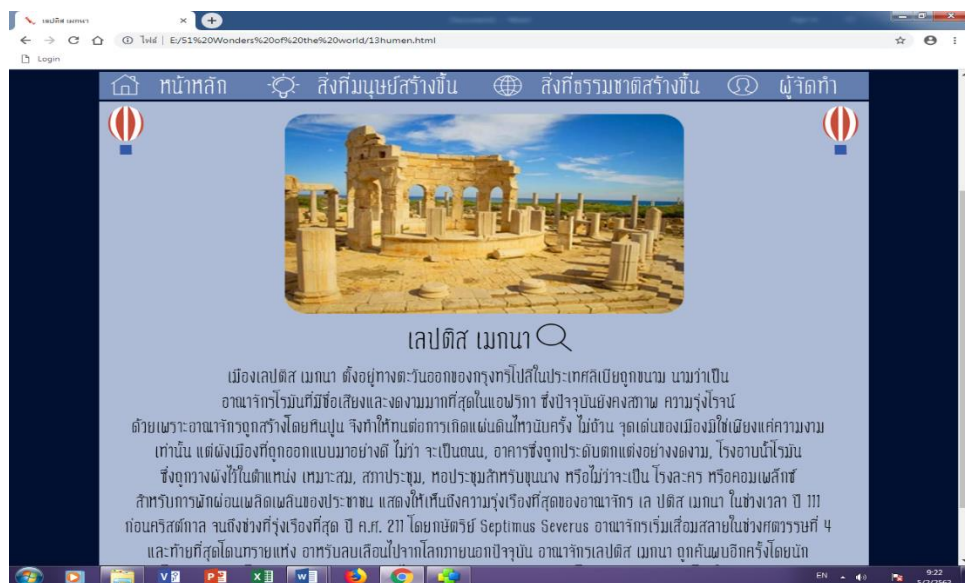 เลปติส เมกนา
ไฟล์ | E:/51%20Wonders%20of%20the%20world/13humen.html
Login
หน้าหลัก สิ่งที่มนุษย์สร้างขึ้น สิ่งที่ธรรมชาติสร้างขึ้น ผู้จัดทำ
เลปติส เมกนา
เมืองเลปติส เมกนา ตั้งอยู่ทางตะวันออกของกรุงทริโปลีในประเทศลิเบียถูกขนาม นามว่าเป็น
อาณาจักรโรมันที่มีชื่อเสียงและงดงามมากที่สุดในแอฟริกา ซึ่งปัจจุบันยังคงสภาพ ความรุ่งโรจน์
ด้วยเพราะอาณาจักรถูกสร้างโดยหินปูน จึงทำให้ทนต่อการเกิดแผ่นดินไหวนับครั้ง ไม่ถ้วน จุดเด่นของเมืองมิใช่เพียงแค่ความงาม
เท่านั้น แต่ผังเมืองที่ถูกออกแบบมาอย่างดี ไม่ว่า จะเป็นถนน, อาคารซึ่งถูกประดับตกแต่งอย่างงดงาม, โรงอาบน้ำโรมัน
ซึ่งถูกวางผังไว้ในตำแหน่ง เหมาะสม, สภาประชุม, หอประชุมสำหรับขุนนาง หรือไม่ว่าจะเป็น โรงละคร หรือคอมเพล็กซ์
สำหรับการพักผ่อนเพลิดเพลินของประชาชน แสดงให้เห็นถึงความรุ่งเรืองที่สุดของอาณาจักร เล ปติส เมกนา ในช่วงเวลา ปี 111
ก่อนคริสต์กาล จนถึงช่วงที่รุ่งเรืองที่สุด ปี ค.ศ. 211 โดยกษัตริย์ Septimus Severus อาณาจักรเริ่มเสื่อมสลายในช่วงศตวรรษที่ 4
และท้ายที่สุดโดนทรายแห่ง อาหรับลบเลือนไปจากโลกภายนอกปัจจุบัน อาณาจักรเลปติส เมกนา ถูกค้นพบอีกครั้งโดยนัก
EN
9:22